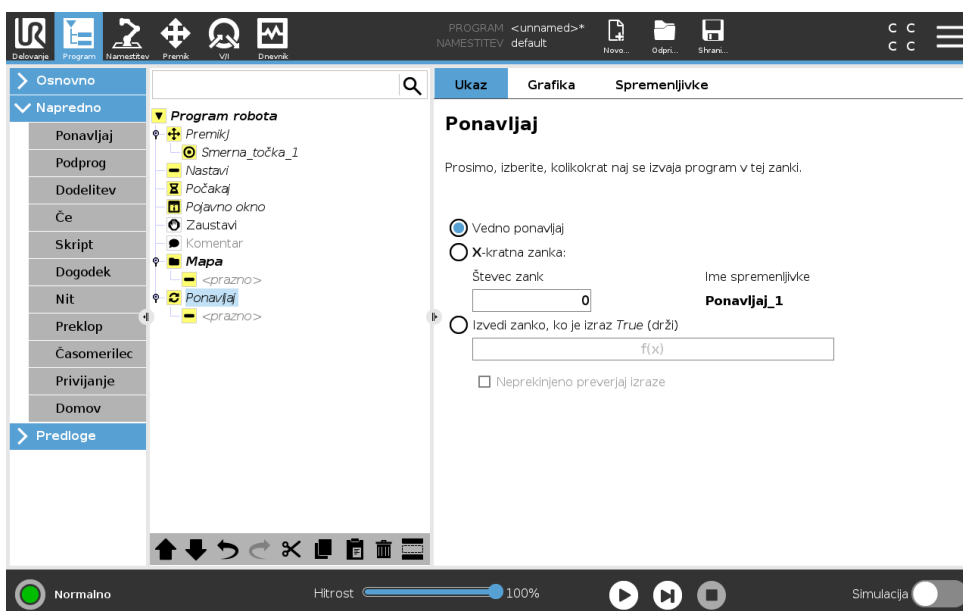 PROGRAM <unnamed>*
NAMESTITEV default
Delovanje Program Namestitev Premik V/I Dnevnik Novo... Odpri... Shrani...
C C
C C
Osnovno
Napredno
Ponavljaj
Podprog
Dodelitev
Če
Skript
Dogodek
Nit
Preklop
Časomerilec
Privijanje
Domov
Predloge
Program robota
PremikJ
Smerna_točka_1
Nastavi
Počakaj
Pojavno okno
Zaustavi
Komentar
Mapa
<prazno>
Ponavljaj
<prazno>
Ukaz Grafika Spremenljivke
Ponavljaj
Prosimo, izberite, kolikokrat naj se izvaja program v tej zanki.
Vedno ponavljaj
X-kratna zanka:
Števec zank Ime spremenljivke
0 Ponavljaj_1
Izvedi zanko, ko je izraz True (drži)
f(x)
Neprekinjeno preverjaj izraze
Normalno Hitrost 100% Simulacija